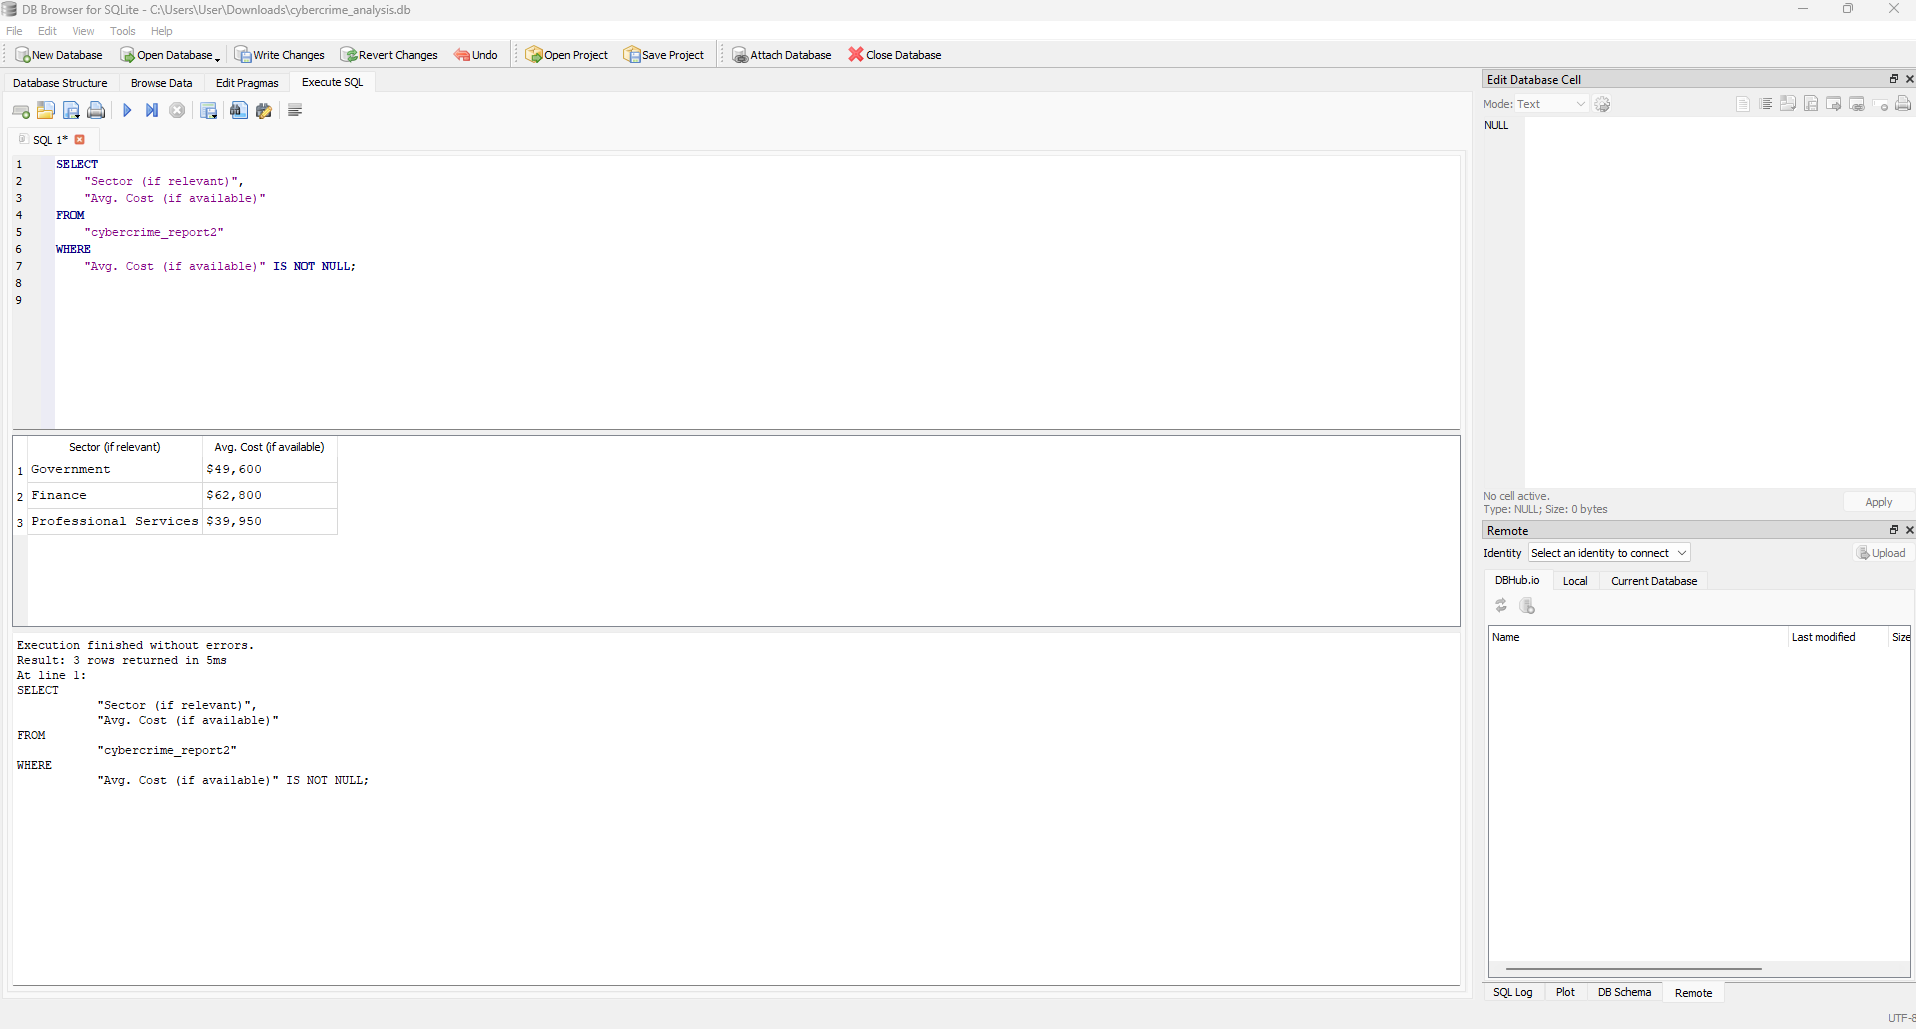 DB Browser for SQLite - C:\Users\User\Downloads\cybercrime_analysis.db
File Edit View Tools Help
New Database Open Database Write Changes Revert Changes Undo Open Project Save Project Attach Database Close Database
Database Structure Browse Data Edit Pragmas Execute SQL
SQL 1*
1 SELECT
2 "Sector (if relevant)",
3 "Avg. Cost (if available)"
4 FROM
5 "cybercrime_report2"
6 WHERE
7 "Avg. Cost (if available)" IS NOT NULL;
8
9
Sector (if relevant) Avg. Cost (if available)
1 Government $49,600
2 Finance $62,800
3 Professional Services $39,950
Execution finished without errors.
Result: 3 rows returned in 5ms
At line 1:
SELECT
"Sector (if relevant)",
"Avg. Cost (if available)"
FROM
"cybercrime_report2"
WHERE
"Avg. Cost (if available)" IS NOT NULL;
Edit Database Cell
Mode: Text
NULL
No cell active.
Type: NULL; Size: 0 bytes
Apply
Remote
Identity Select an identity to connect Upload
DBHub.io Local Current Database
Name Last modified Size
SQL Log Plot DB Schema Remote
UTF-8